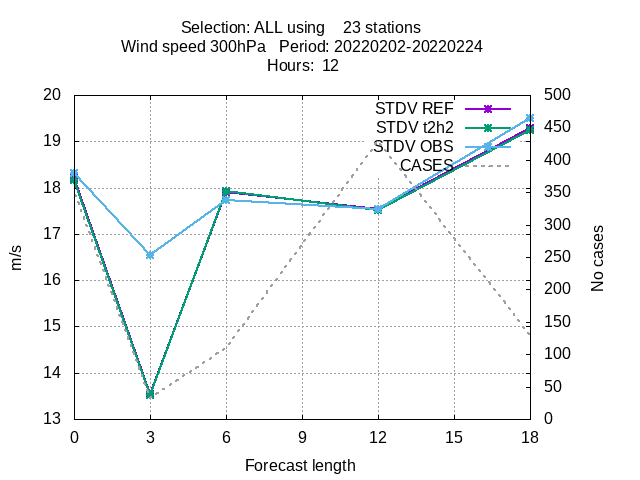 Selection: ALL using    23 stations
Wind speed 300hPa   Period: 20220202-20220224
Hours:  12
STDV REF
STDV t2h2
STDV OBS
CASES
20
19
18
17
16
15
14
13
500
450
400
350
300
250
200
150
100
50
0
m/s
No cases
0 3 6 9 12 15 18
Forecast length